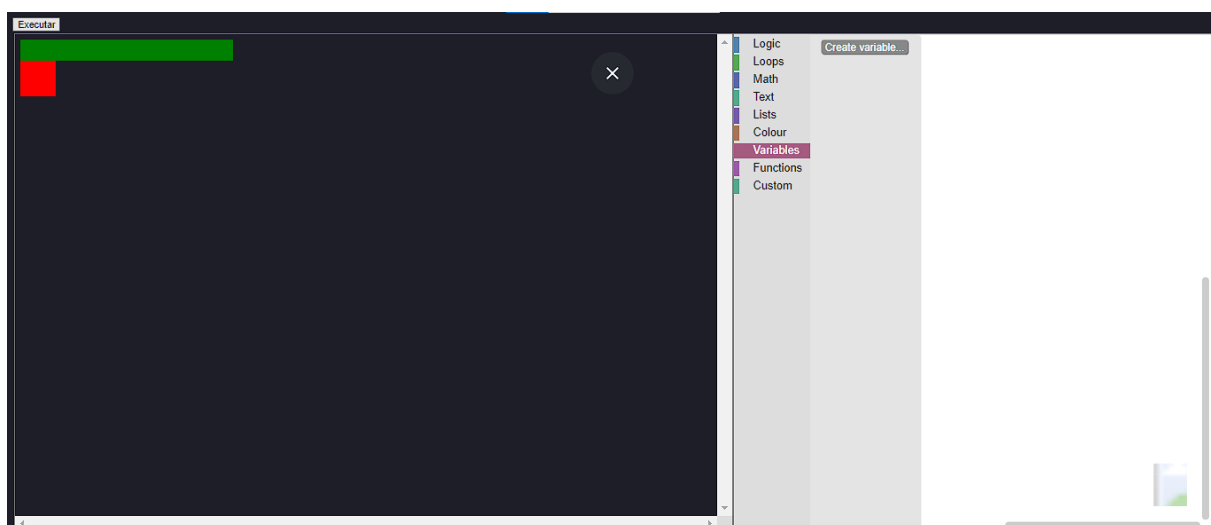 Executar
Logic
Create variable...
Loops
Math
Text
Lists
Colour
Variables
Functions
Custom